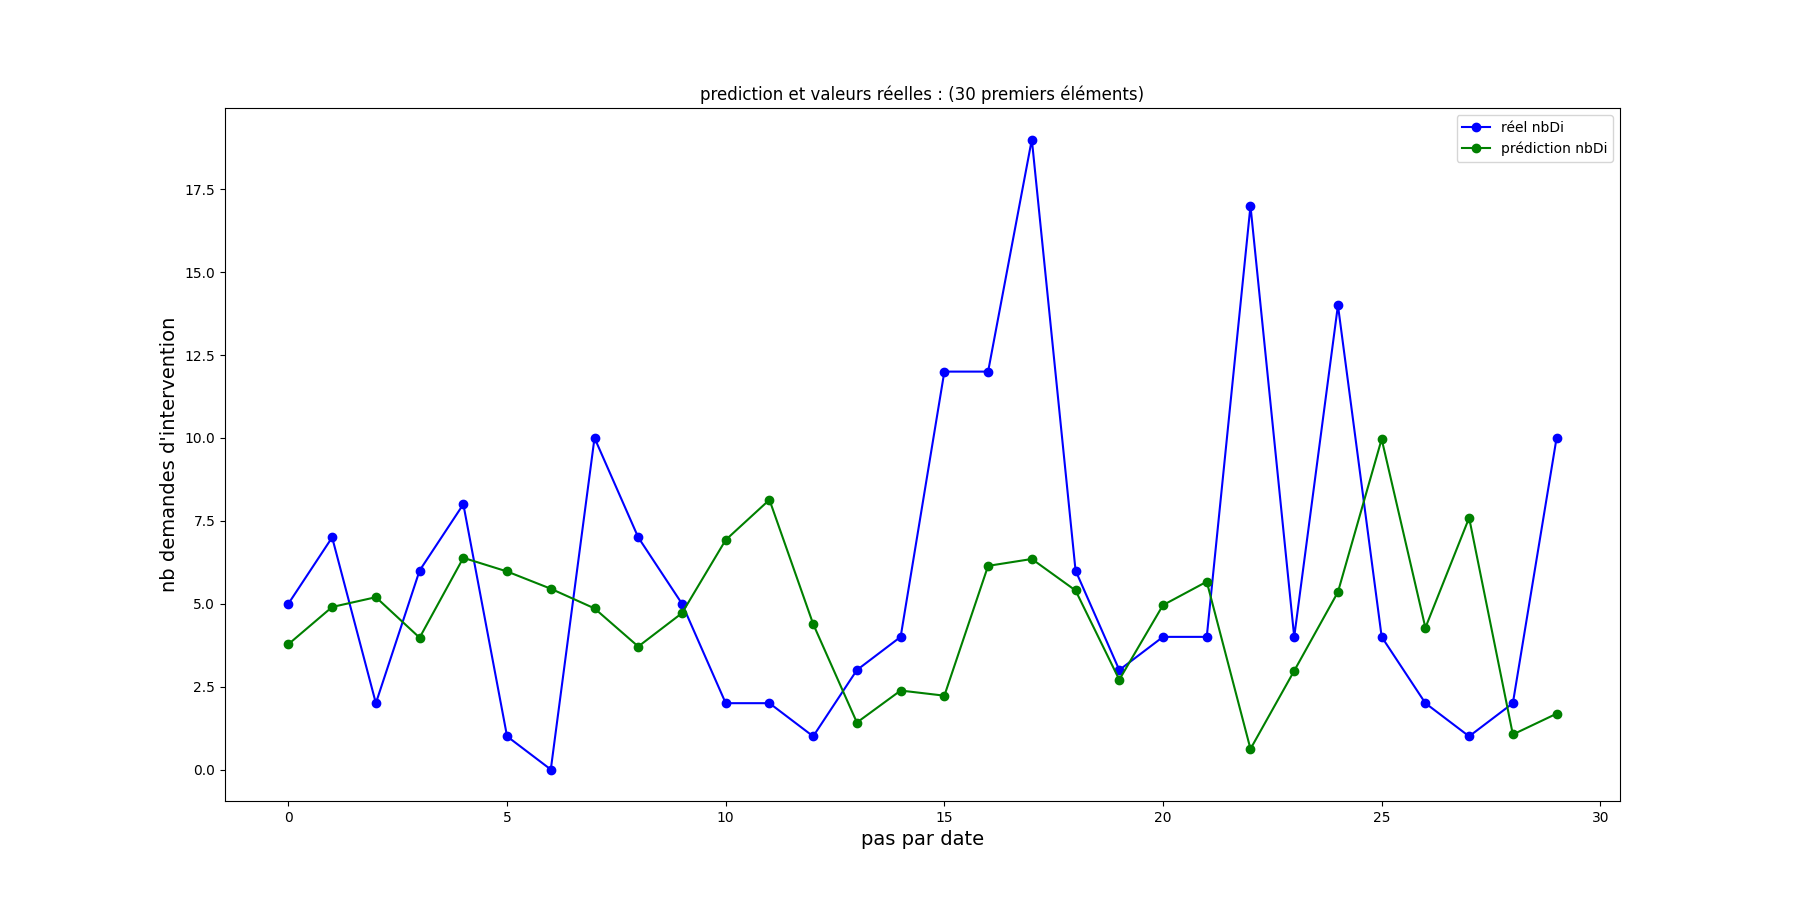 prediction et valeurs réelles : (30 premiers éléments)
réel nbDi
prédiction nbDi
nb demandes d'intervention
17.5
15.0
12.5
10.0
7.5
5.0
2.5
0.0
0 5 10 15 20 25 30
pas par date